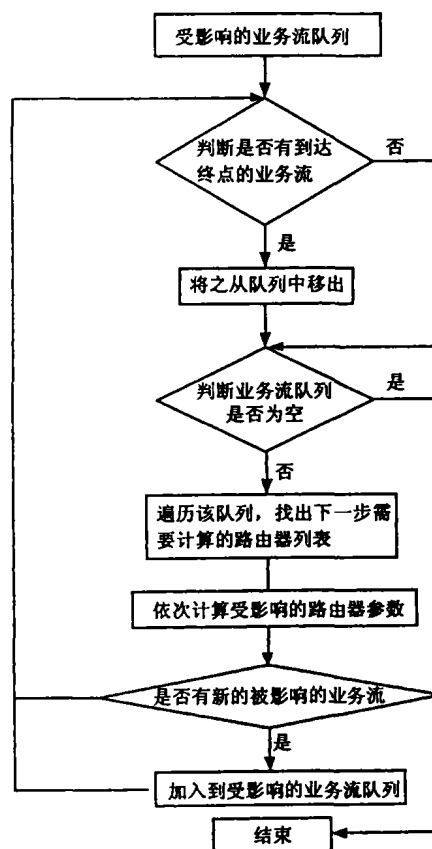 受影响的业务流队列
判断是否有到达
终点的业务流
否
是
将之从队列中移出
判断业务流队列
是否为空
是
否
遍历该队列，找出下一步需
要计算的路由器列表
依次计算受影响的路由器参数
是否有新的被影响的业务流
是
加入到受影响的业务流队列
结束